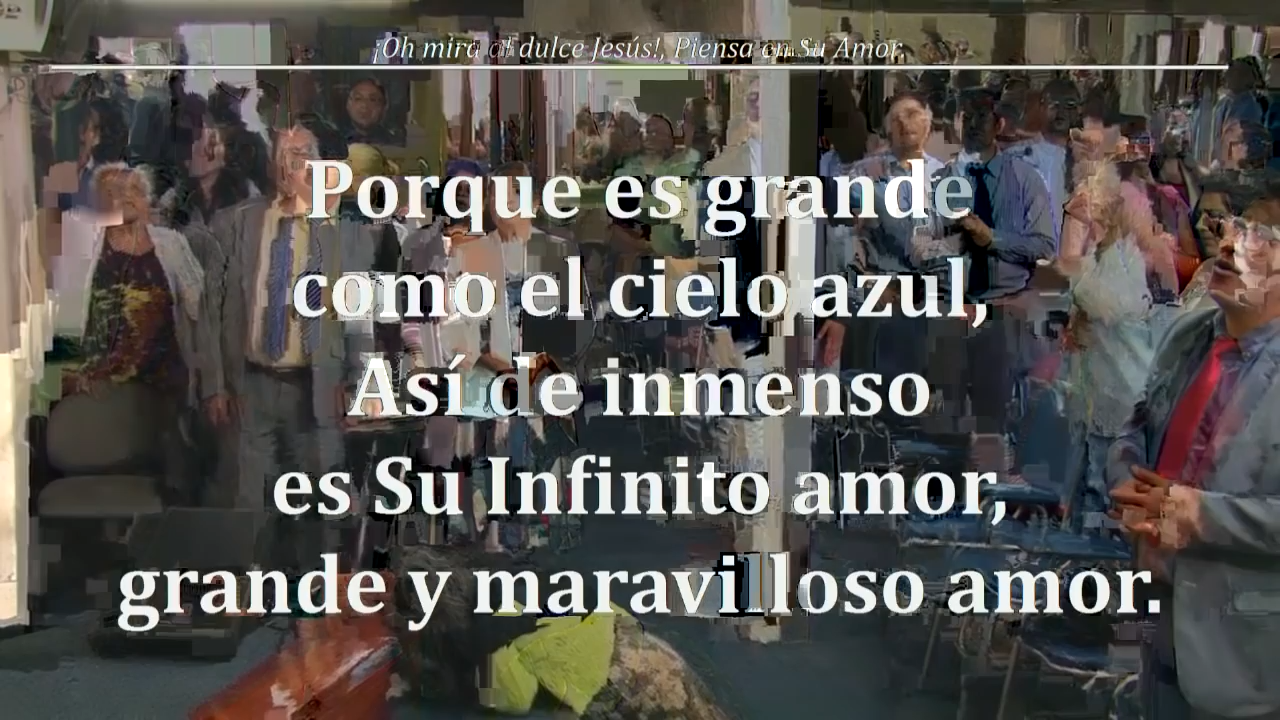 ¡Oh mira al dulce Jesús!, Piensa en Su Amor.
Porque es grande
como el cielo azul,
Así de inmenso
es Su Infinito amor,
grande y maravilloso amor.